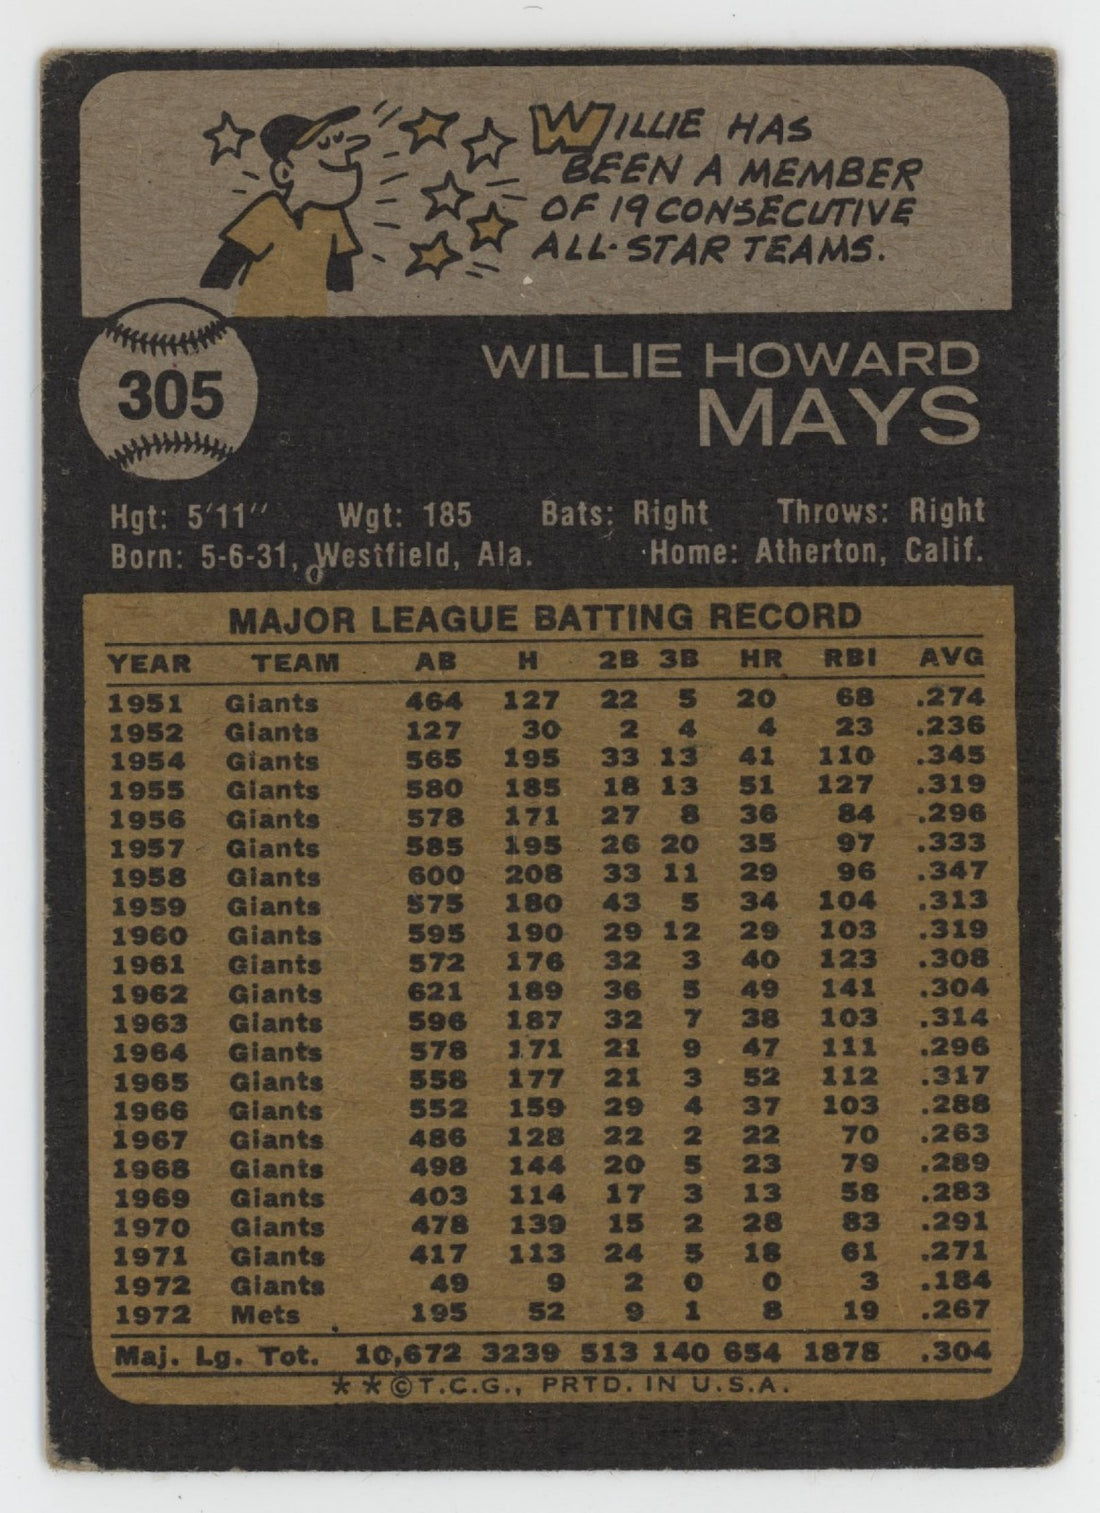 WILLIE HAS
BEEN A MEMBER
OF 19 CONSECUTIVE
ALL-STAR TEAMS.
305
WILLIE HOWARD
MAYS
Hgt: 5'11" Wgt: 185 Bats: Right Throws: Right
Born: 5-6-31, Westfield, Ala. Home: Atherton, Calif.
MAJOR LEAGUE BATTING RECORD
YEAR TEAM AB H 2B 3B HR RBI AVG
1951 Giants 464 127 22 5 20 68 .274
1952 Giants 127 30 2 4 4 23 .236
1954 Giants 565 195 33 13 41 110 .345
1955 Giants 580 185 18 13 51 127 .319
1956 Giants 578 171 27 8 36 84 .296
1957 Giants 585 195 26 20 35 97 .333
1958 Giants 600 208 33 11 29 96 .347
1959 Giants 575 180 43 5 34 104 .313
1960 Giants 595 190 29 12 29 103 .319
1961 Giants 572 176 32 3 40 123 .308
1962 Giants 621 189 36 5 49 141 .304
1963 Giants 596 187 32 7 38 103 .314
1964 Giants 578 171 21 9 47 111 .296
1965 Giants 558 177 21 3 52 112 .317
1966 Giants 552 159 29 4 37 103 .288
1967 Giants 486 128 22 2 22 70 .263
1968 Giants 498 144 20 5 23 79 .289
1969 Giants 403 114 17 3 13 58 .283
1970 Giants 478 139 15 2 28 83 .291
1971 Giants 417 113 24 5 18 61 .271
1972 Giants 49 9 2 0 0 3 .184
1972 Mets 195 52 9 1 8 19 .267
Maj. Lg. Tot. 10,672 3239 513 140 654 1878 .304
* * © T.C.G., PRTD. IN U.S.A.